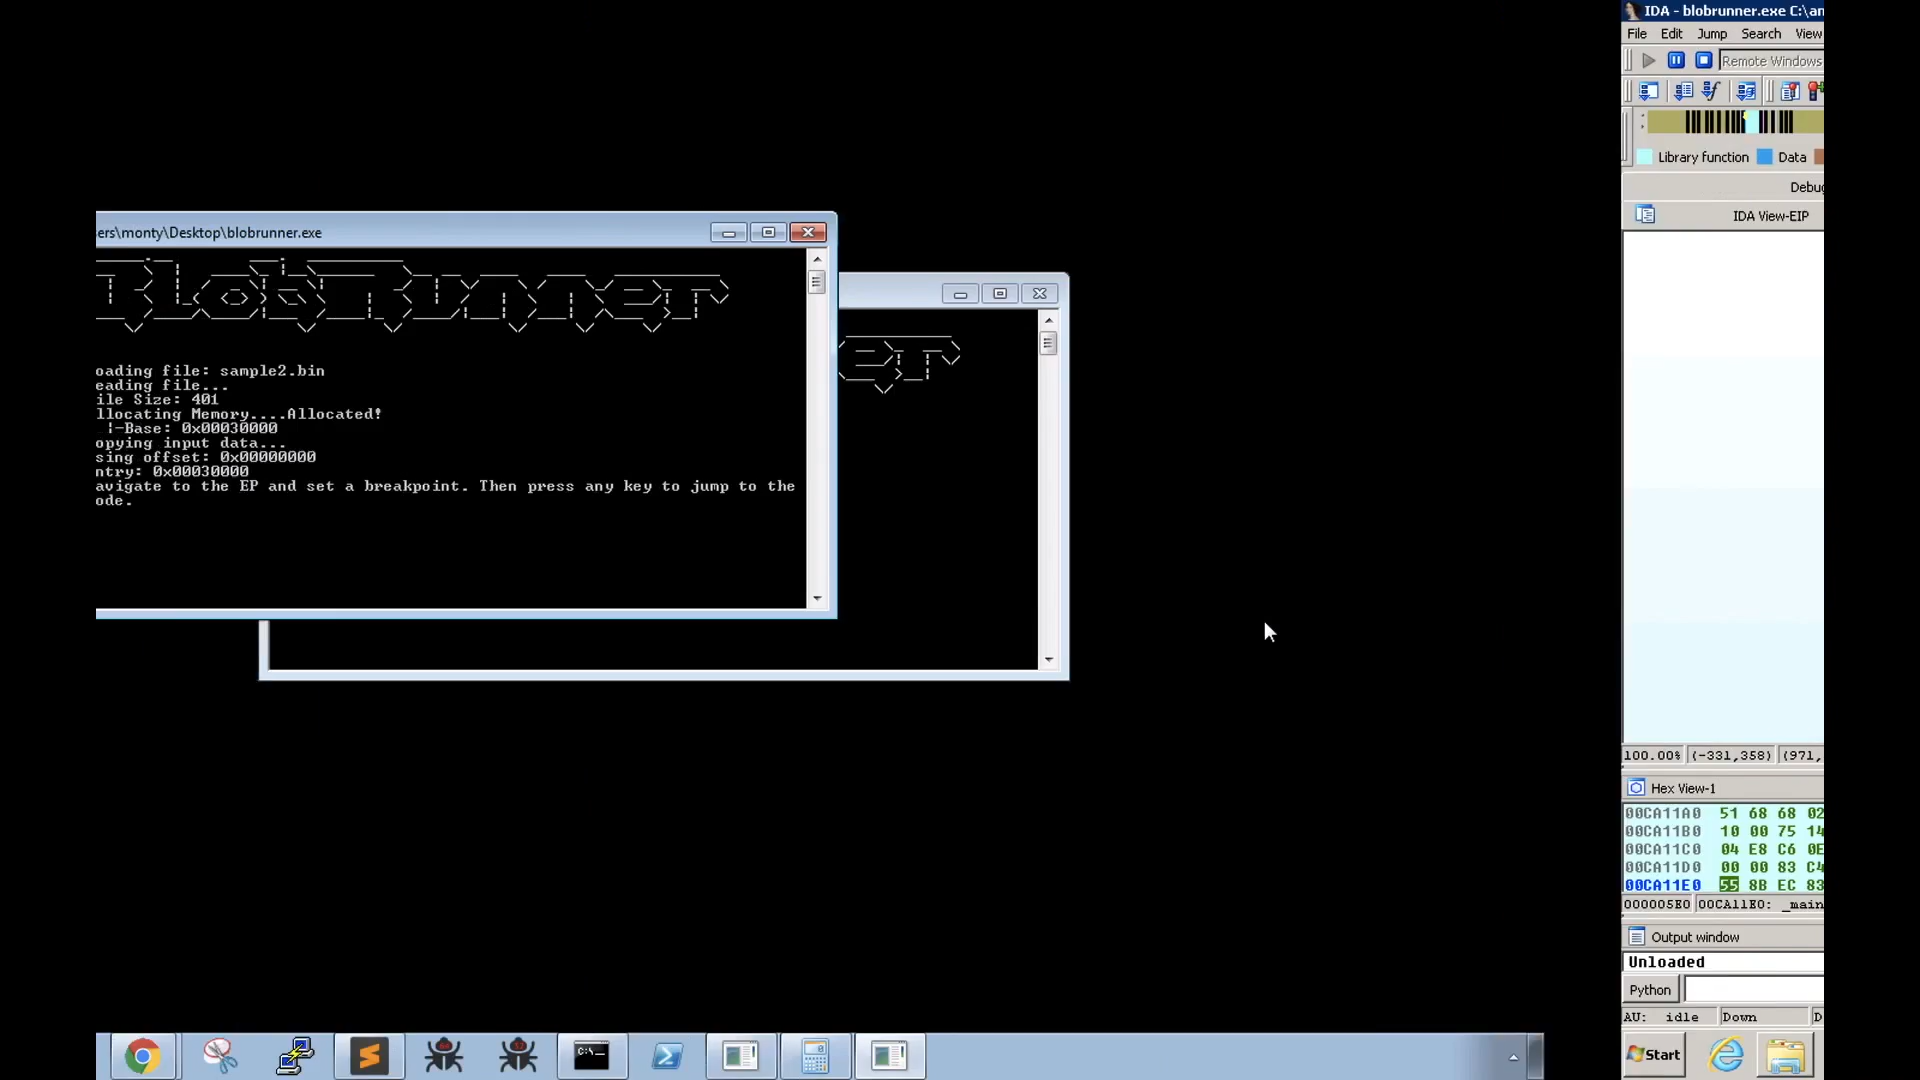 ers\monty\Desktop\blobrunner.exe
BlobRunner
oading file: sample2.bin
eading file...
ile Size: 401
llocating Memory....Allocated!
|-Base: 0x00030000
opying input data...
sing offset: 0x00000000
ntry: 0x00030000
avigate to the EP and set a breakpoint. Then press any key to jump to the
ode.
er
C:\_
IDA - blobrunner.exe C:\an
File Edit Jump Search View
Remote Windows
Library function Data
Debug
IDA View-EIP
100.00% (-331,358) (971,
Hex View-1
00CA11A0 51 68 68 02
00CA11B0 10 00 75 14
00CA11C0 04 E8 C6 0E
00CA11D0 00 00 83 C4
00CA11E0 55 8B EC 83
000005E0 00CA11E0: _main
Output window
Unloaded
Python
AU: idle Down D
Start